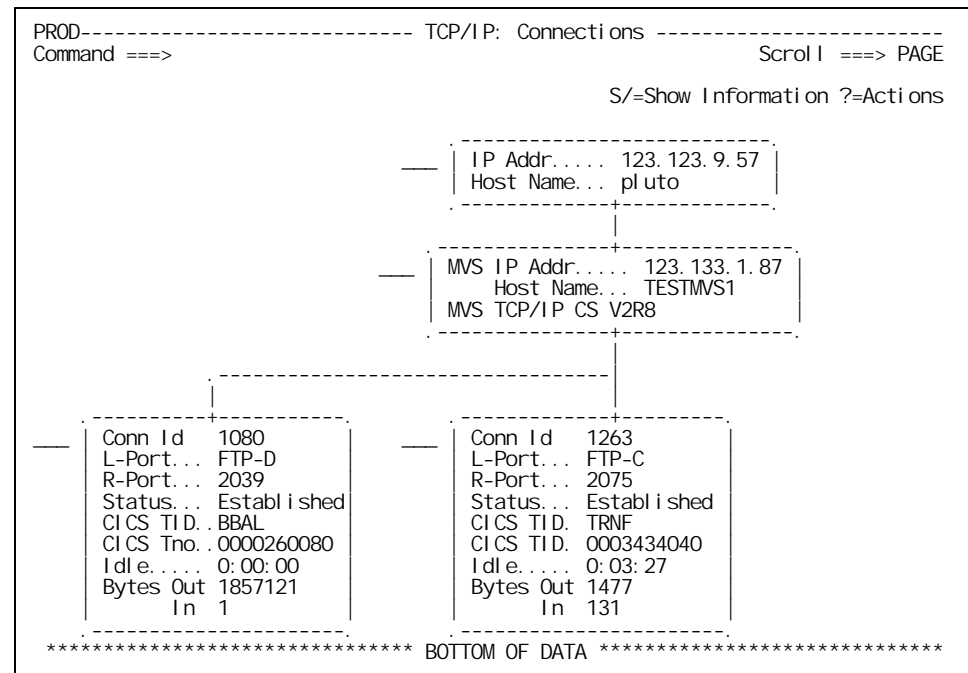 PROD----------------------------- TCP/IP: Connections -------------------------
Command ===> Scroll ===> PAGE
S/=Show Information ?=Actions
___ | IP Addr..... 123.123.9.57 |
| Host Name... pluto |
___ | MVS IP Addr..... 123.133.1.87 |
| Host Name... TESTMVS1 |
| MVS TCP/IP CS V2R8 |
___ | Conn Id 1080 | ___ | Conn Id 1263 |
| L-Port... FTP-D | | L-Port... FTP-C |
| R-Port... 2039 | | R-Port... 2075 |
| Status... Established| | Status... Established |
| CICS TID..BBAL | | CICS TID. TRNF |
| CICS Tno..0000260080 | | CICS TID. 0003434040 |
| Idle..... 0:00:00 | | Idle..... 0:03:27 |
| Bytes Out 1857121 | | Bytes Out 1477 |
| In 1 | | In 131 |
******************************** BOTTOM OF DATA ******************************